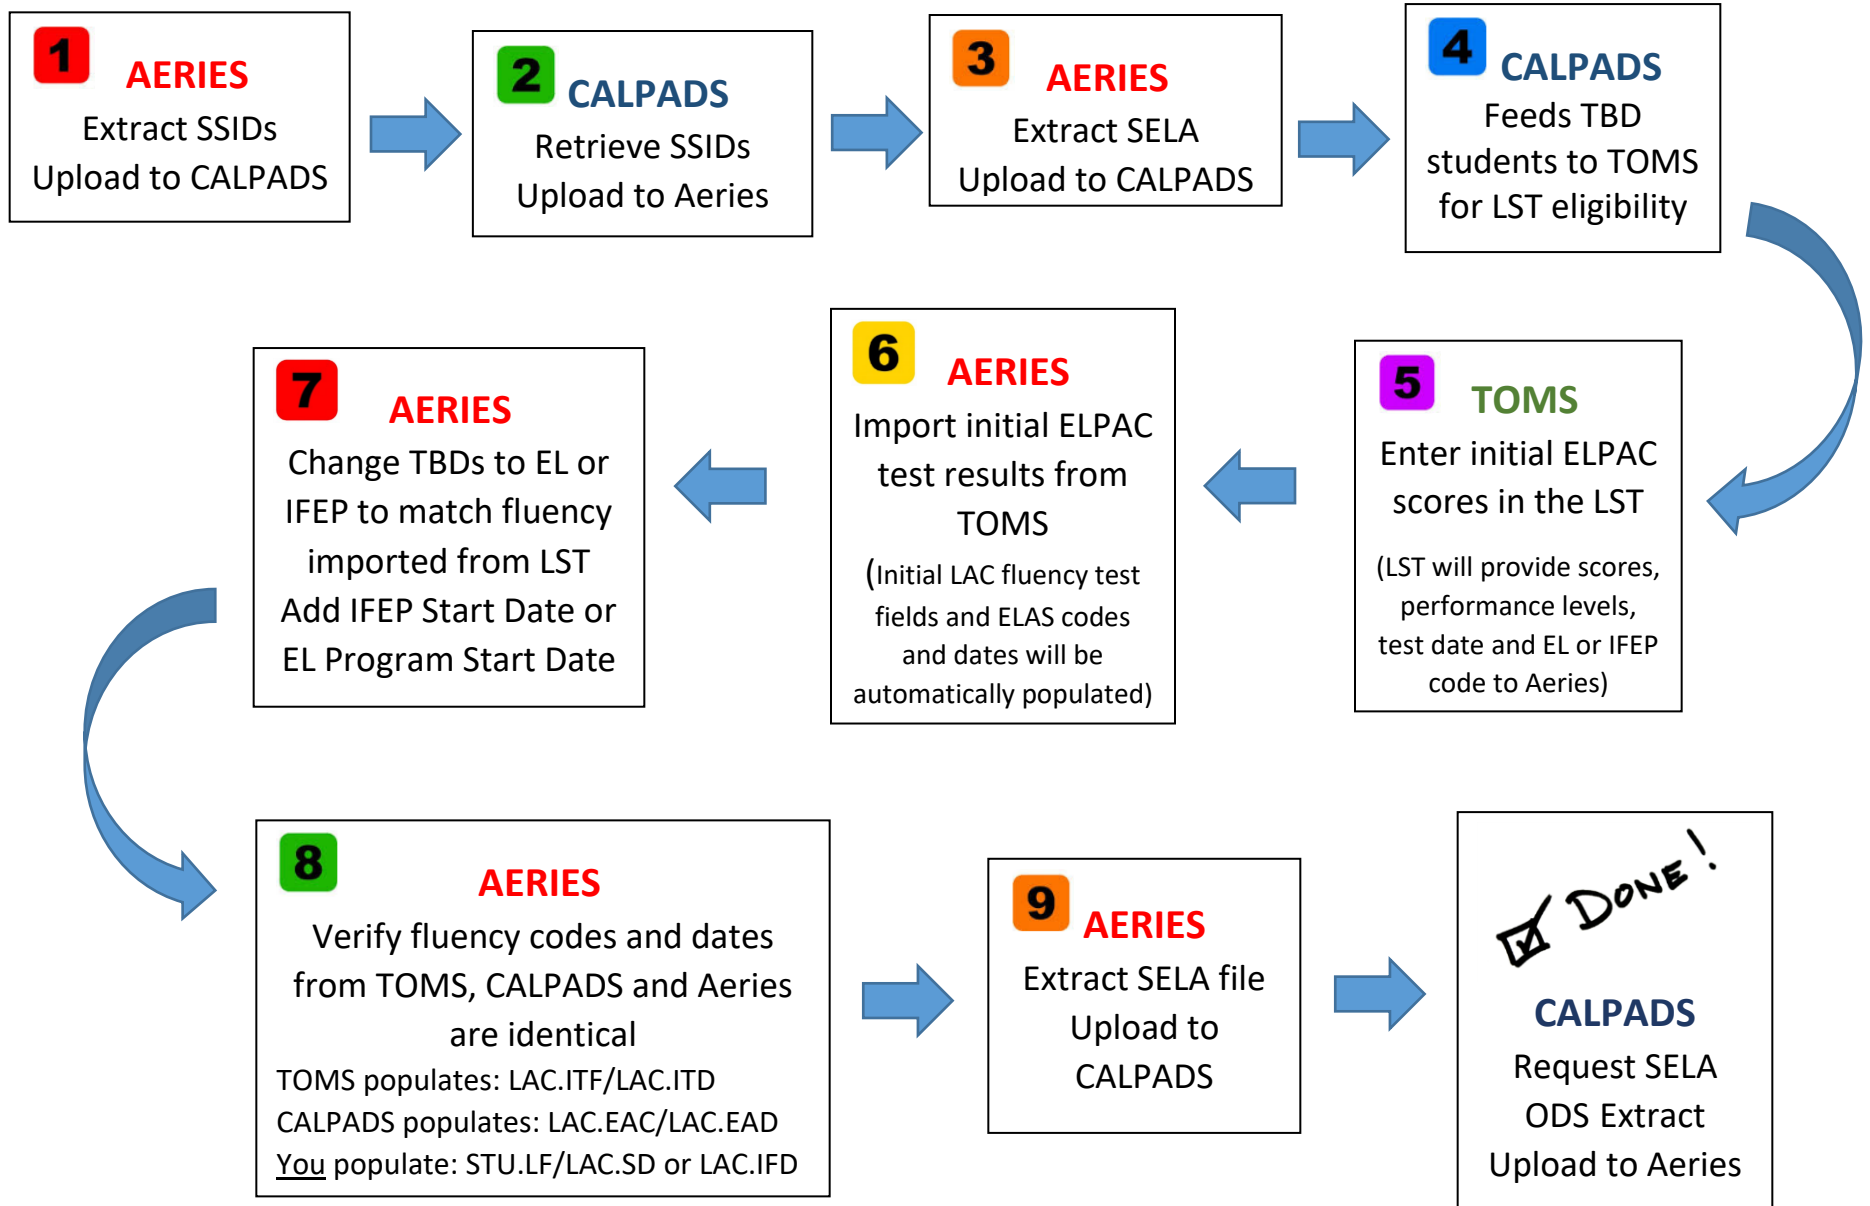 1
AERIES
Extract SSIDs
Upload to CALPADS
2
CALPADS
Retrieve SSIDs
Upload to Aeries
3
AERIES
Extract SELA
Upload to CALPADS
4
CALPADS
Feeds TBD
students to TOMS
for LST eligibility
5
TOMS
Enter initial ELPAC
scores in the LST
(LST will provide scores,
performance levels,
test date and EL or IFEP
code to Aeries)
6
AERIES
Import initial ELPAC
test results from
TOMS
(Initial LAC fluency test
fields and ELAS codes
and dates will be
automatically populated)
7
AERIES
Change TBDs to EL or
IFEP to match fluency
imported from LST
Add IFEP Start Date or
EL Program Start Date
8
AERIES
Verify fluency codes and dates
from TOMS, CALPADS and Aeries
are identical
TOMS populates: LAC.ITF/LAC.ITD
CALPADS populates: LAC.EAC/LAC.EAD
You populate: STU.LF/LAC.SD or LAC.IFD
9
AERIES
Extract SELA file
Upload to
CALPADS
DONE!
CALPADS
Request SELA
ODS Extract
Upload to Aeries